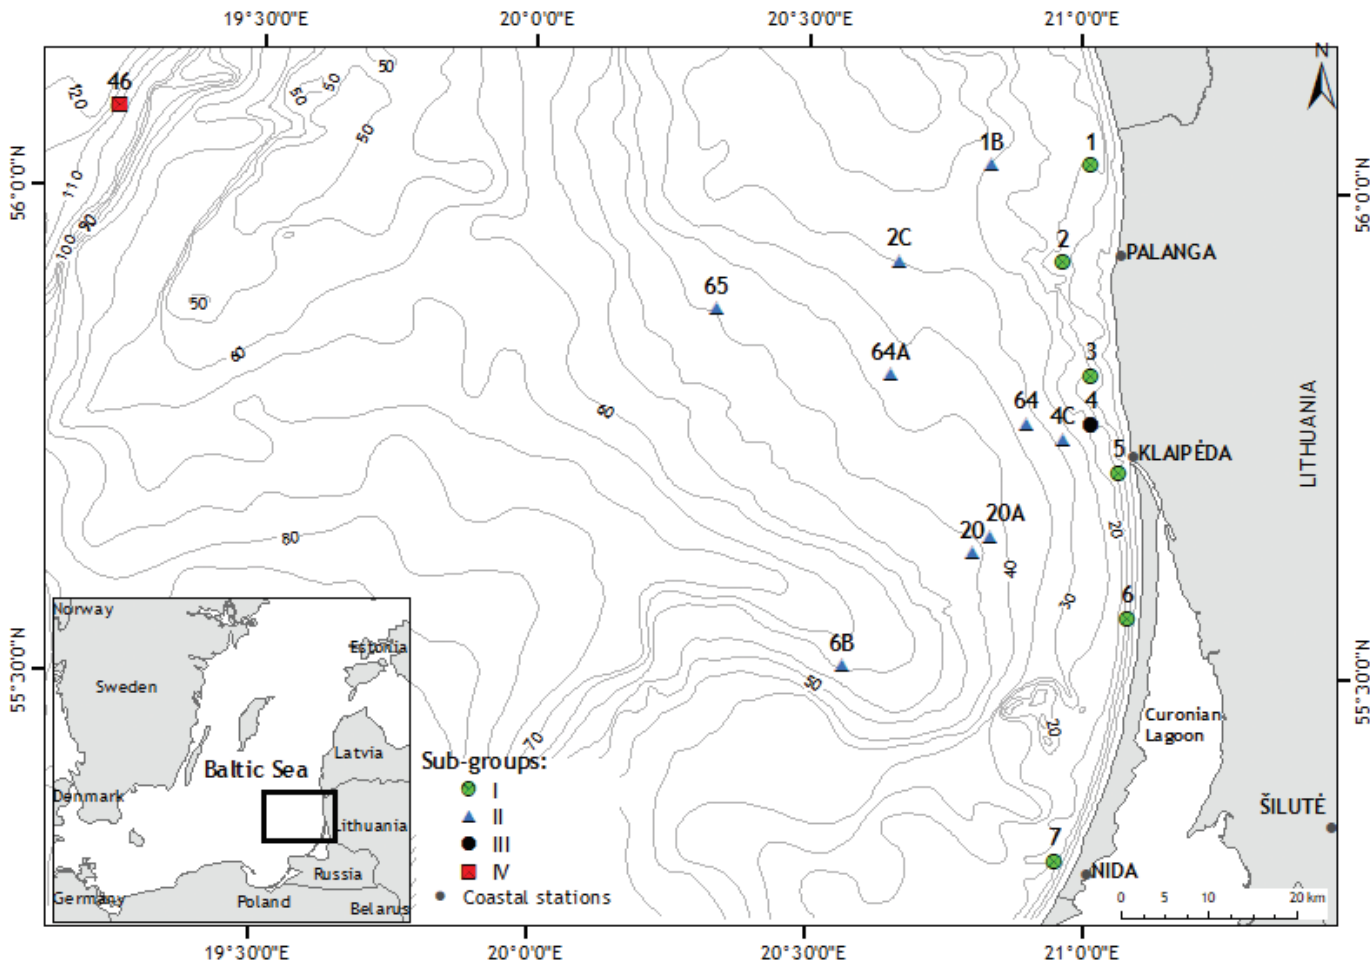 19°30'0"E
20°0'0"E
20°30'0"E
21°0'0"E
N
46
120
50
50
50
50
1B
1
56°0'0"N
56°0'0"N
110
90
100
2C
2
PALANGA
65
50
60
64A
3
60
64
4C
4
5
KLAIPĖDA
LITHUANIA
20
20A
20
80
40
30
6
6B
50
55°30'0"N
55°30'0"N
70
20
Curonian
Lagoon
Norway
Estonia
Sweden
Latvia
Baltic Sea
Denmark
Lithuania
Russia
Germany
Poland
Belarus
Sub-groups:
I
II
III
IV
Coastal stations
ŠILUTĖ
7
NIDA
0 5 10 20 km
19°30'0"E
20°0'0"E
20°30'0"E
21°0'0"E